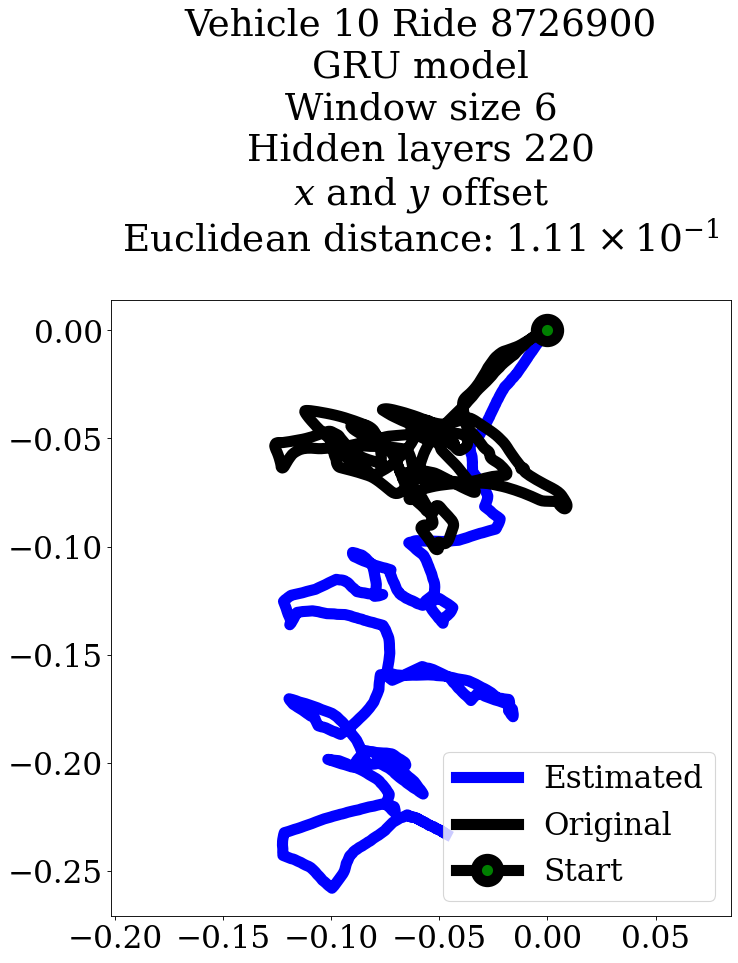 Vehicle 10 Ride 8726900
GRU model
Window size 6
Hidden layers 220
x and y offset
Euclidean distance: 1.11 × 10⁻¹
0.00
−0.05
−0.10
−0.15
−0.20
−0.25
Estimated
Original
Start
−0.20 −0.15 −0.10 −0.05 0.00 0.05